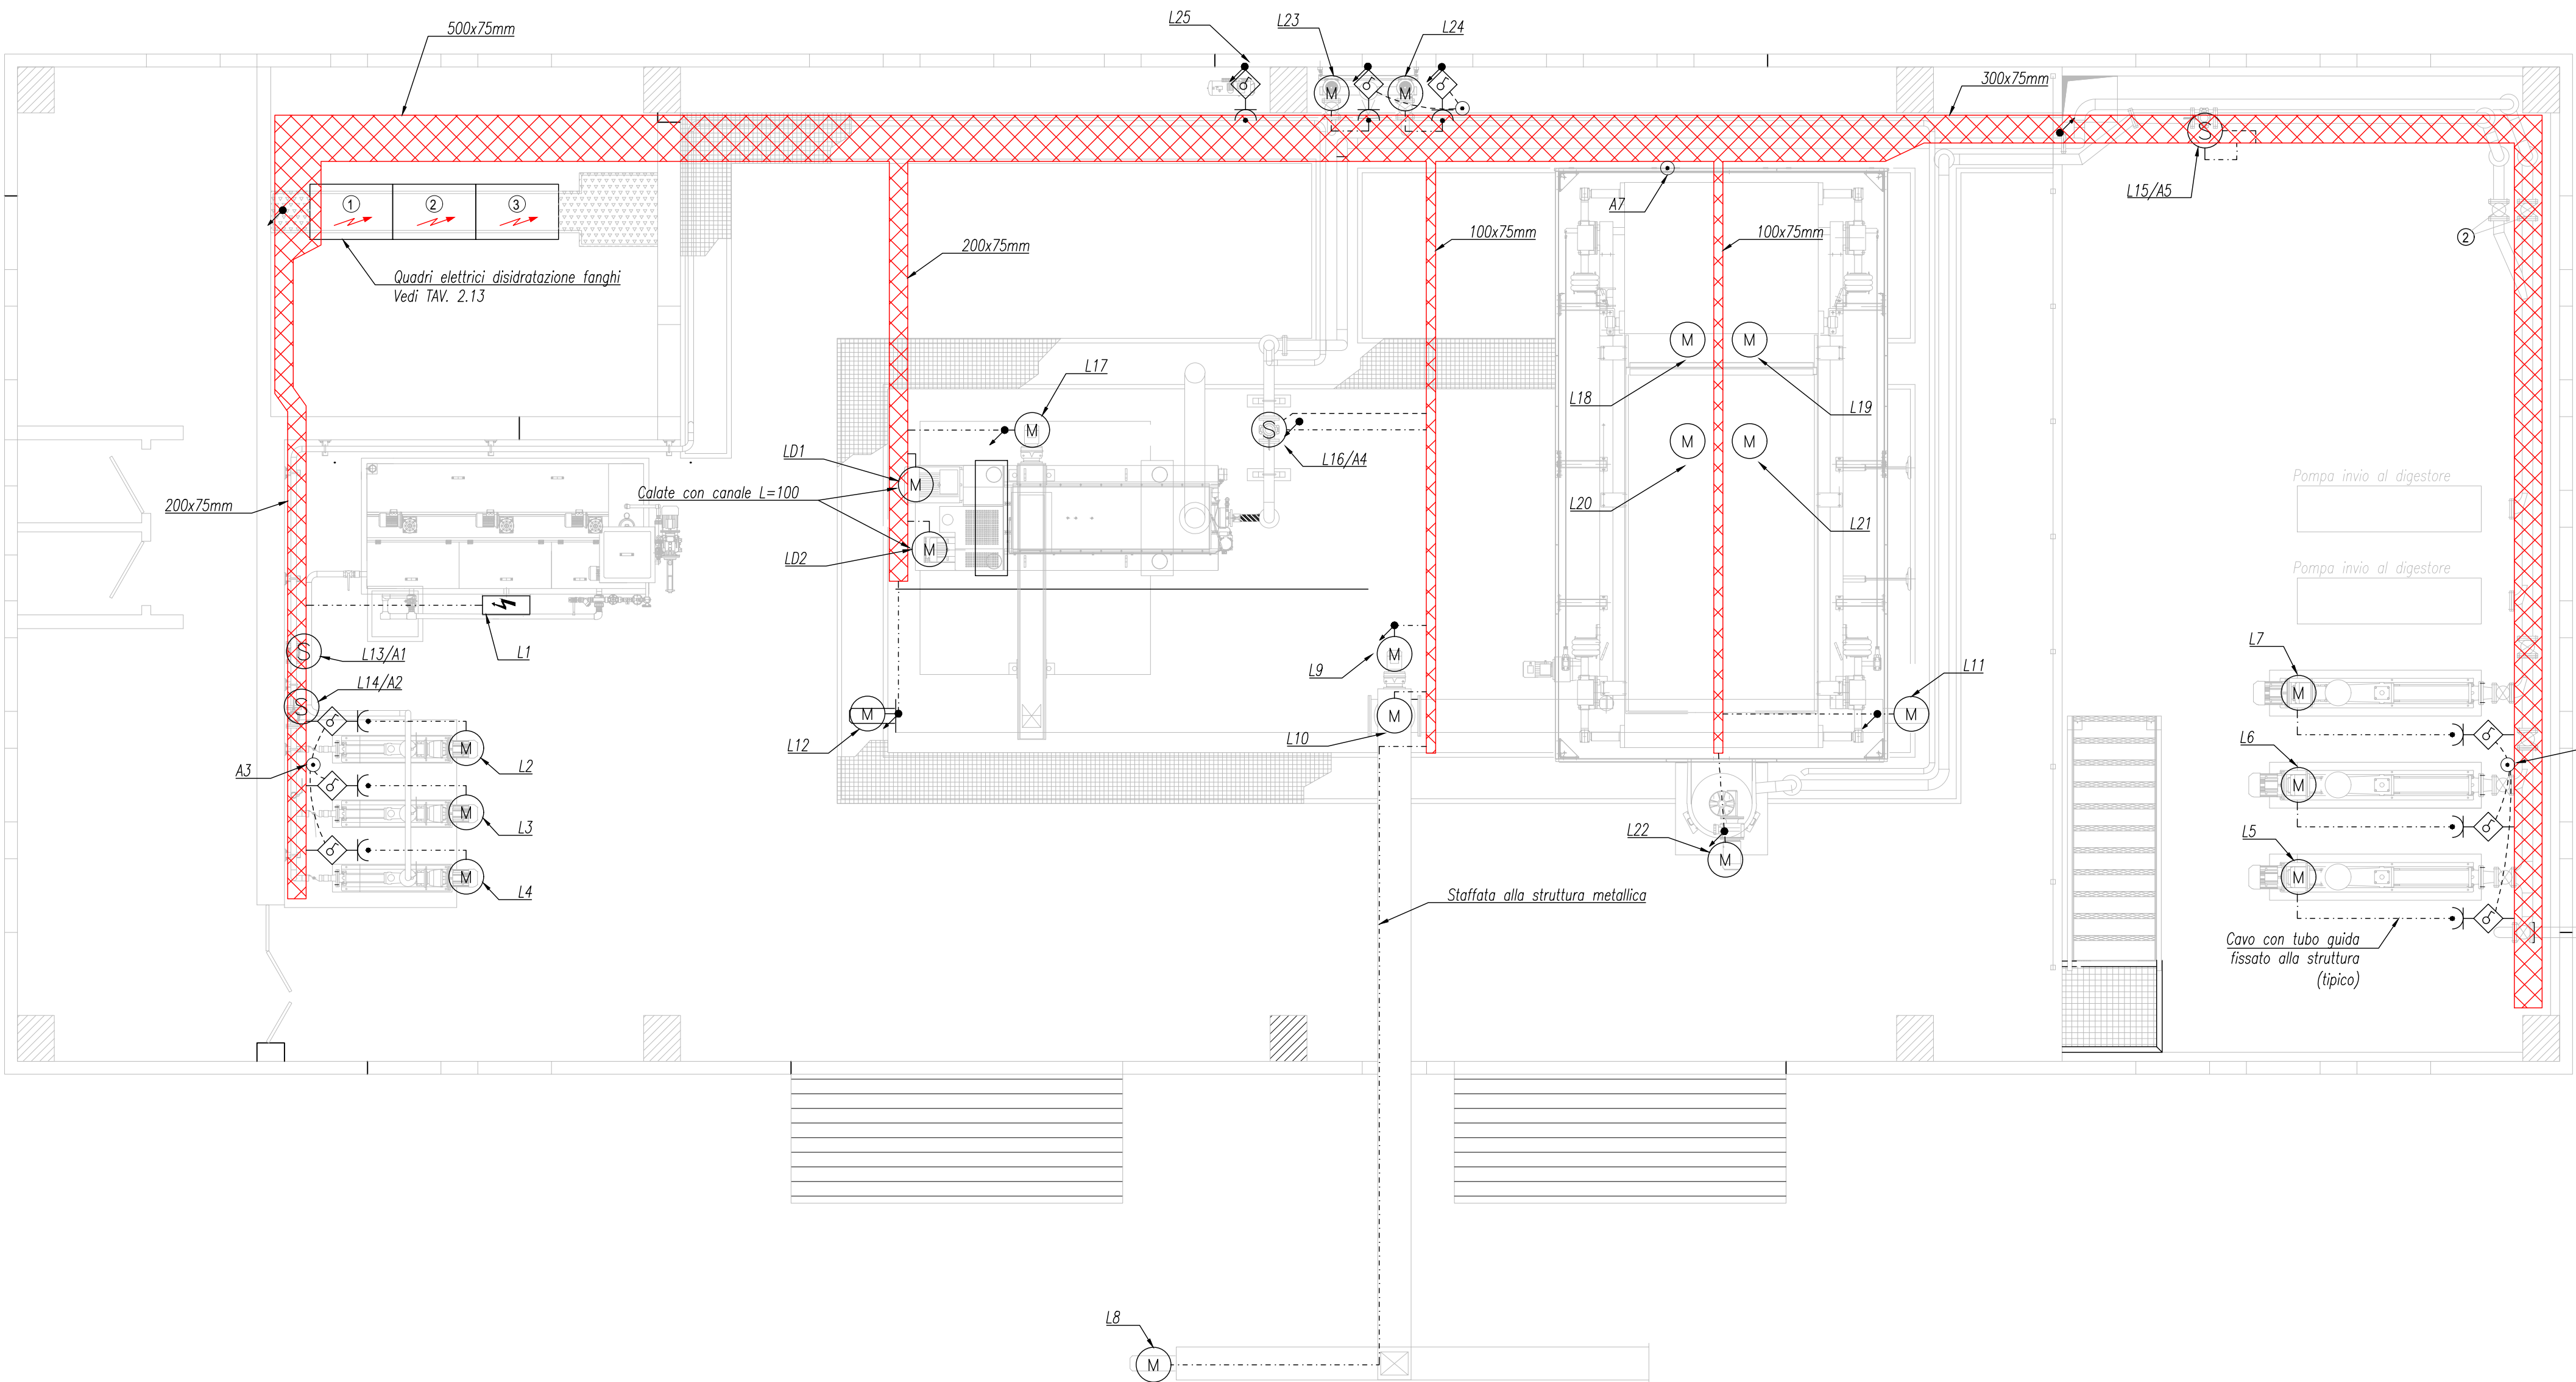 L25
L23
L24
500x75mm
300x75mm
M
M
S
1
2
3
A7
L15/A5
2
200x75mm
100x75mm
100x75mm
Quadri elettrici disidratazione fanghi
Vedi TAV. 2.13
M
M
L17
L18
L19
M
S
M
M
LD1
L16/A4
Pompa invio al digestore
M
Calate con canale L=100
L20
L21
200x75mm
M
LD2
Pompa invio al digestore
L7
S
L13/A1
L1
M
L9
L11
L14/A2
S
M
M
M
M
L12
L10
L6
M
L2
A3
M
M
L3
L22
L5
M
M
M
L4
Staffata alla struttura metallica
Cavo con tubo guida
fissato alla struttura
(tipico)
L8
M